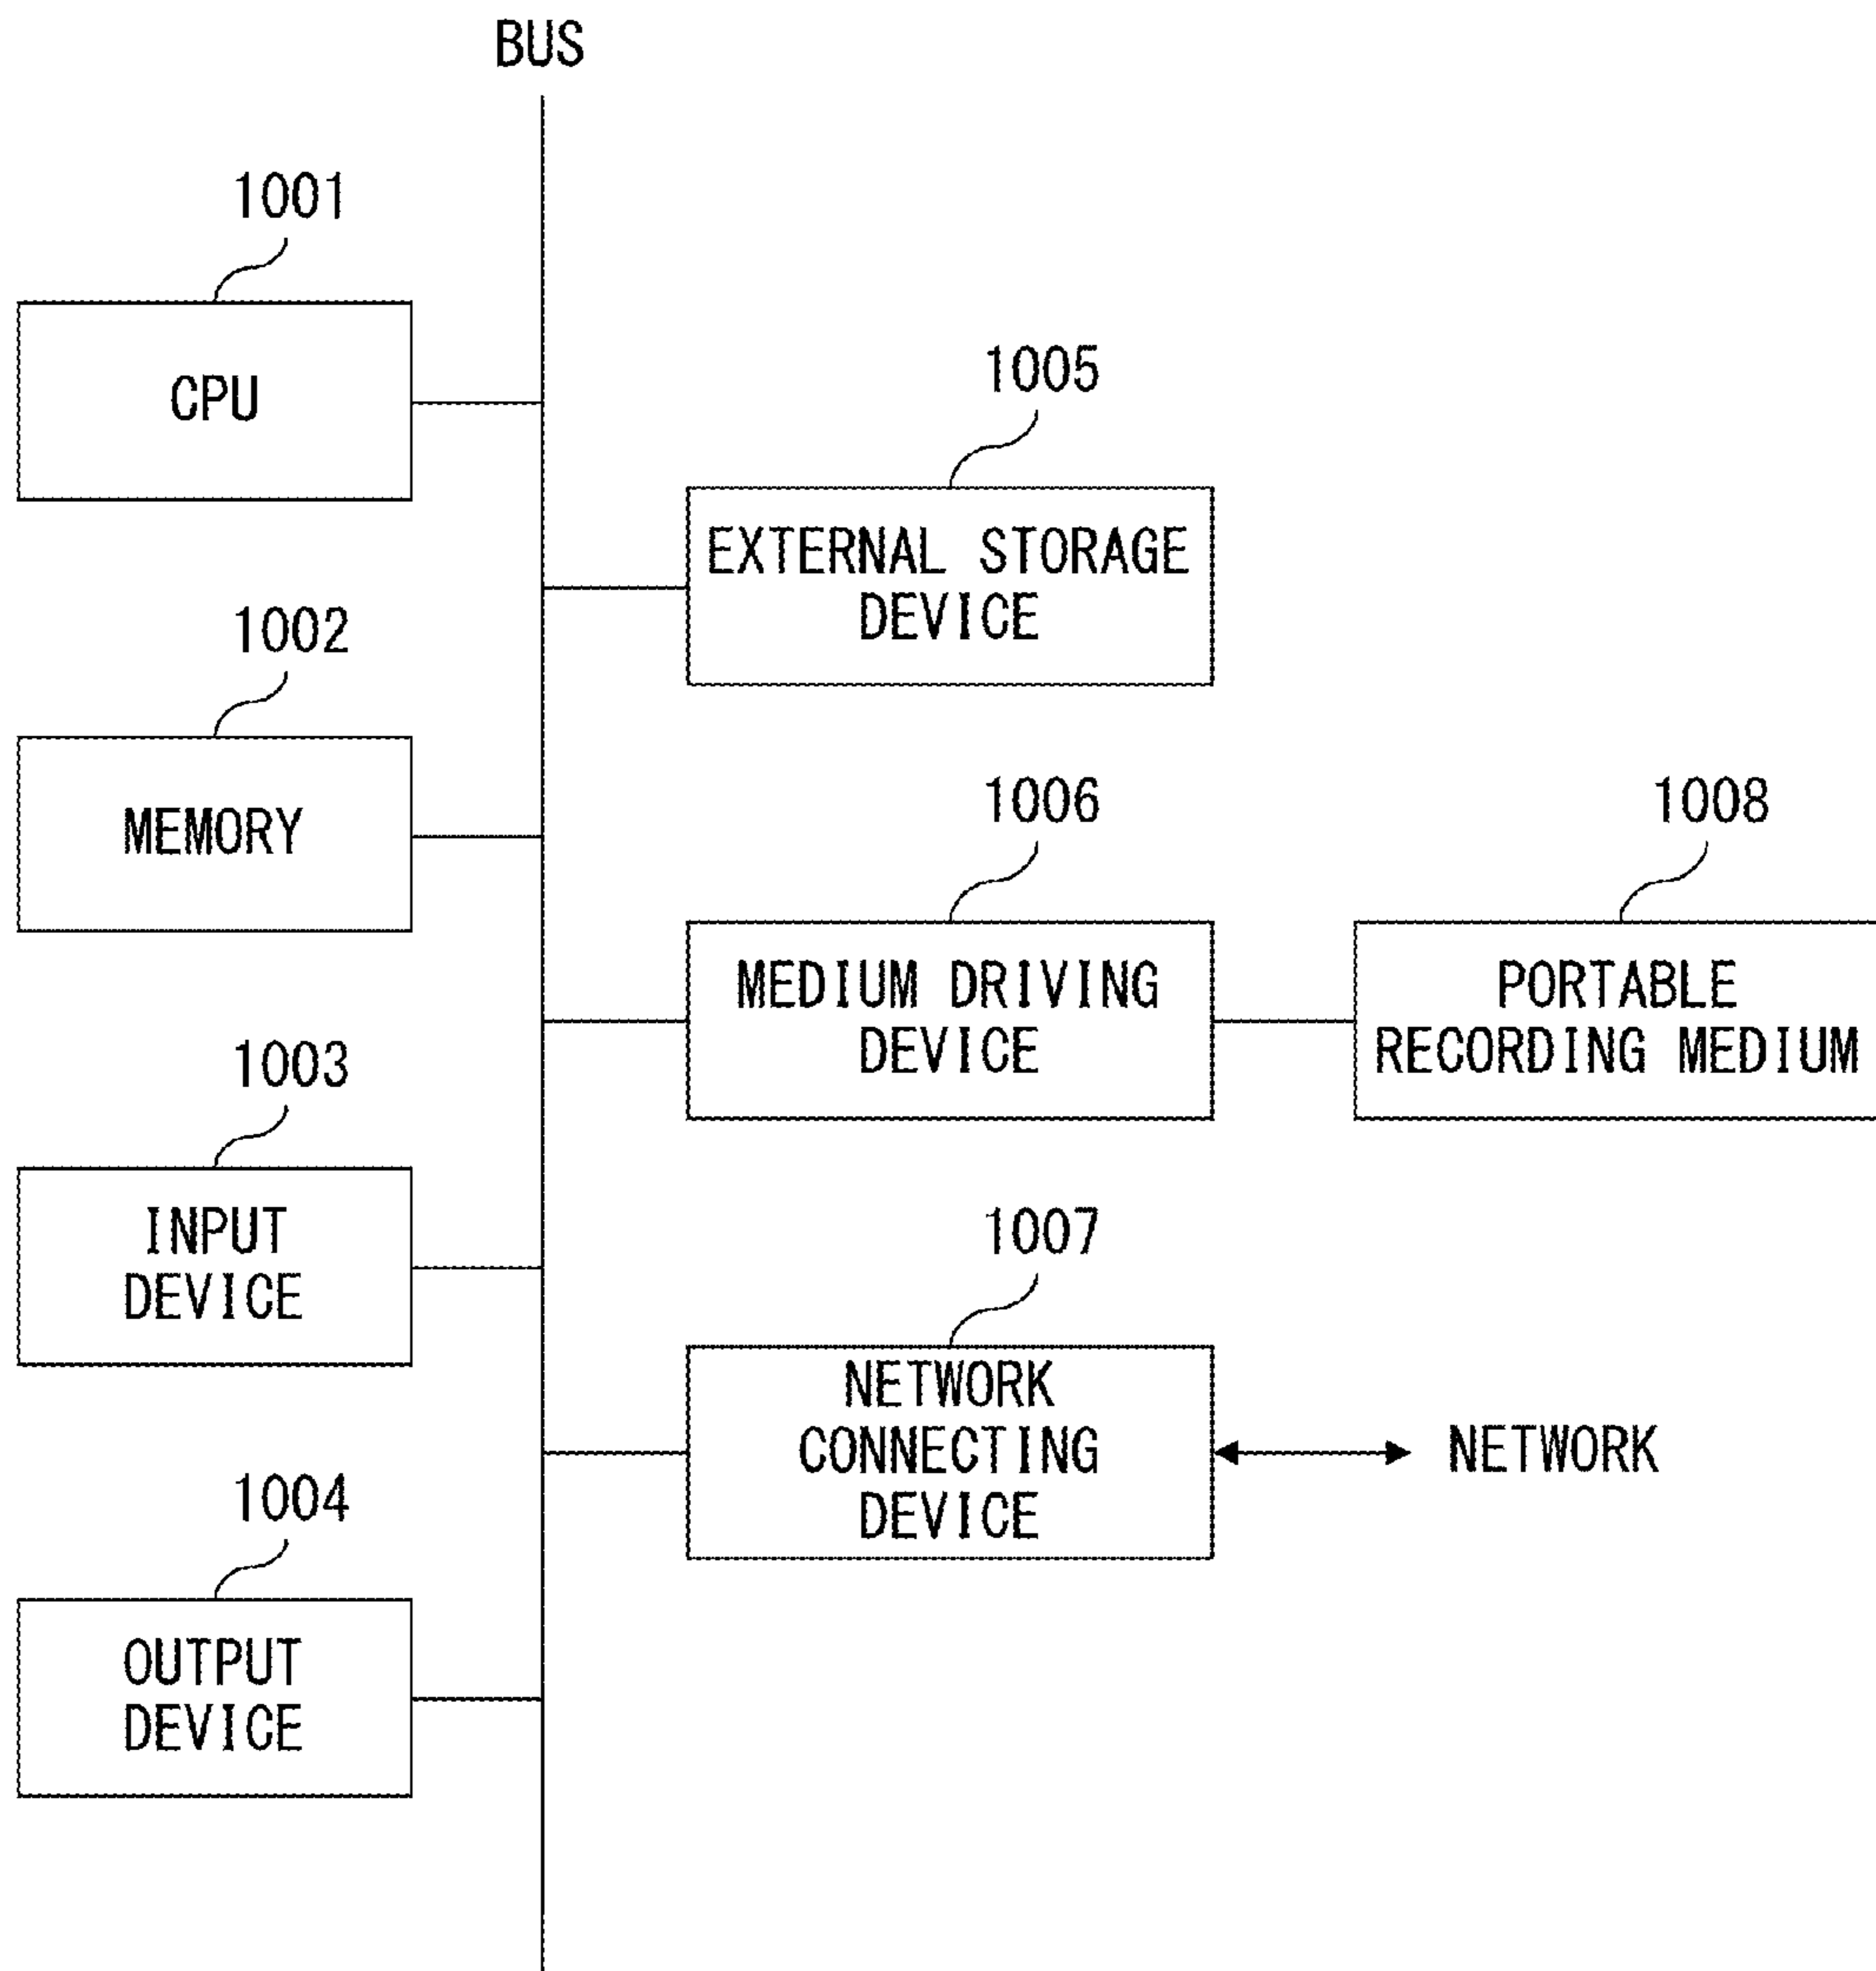 BUS
1001
CPU
1005
EXTERNAL STORAGE
DEVICE
1002
MEMORY
1006
MEDIUM DRIVING
DEVICE
1008
PORTABLE
RECORDING MEDIUM
1003
INPUT
DEVICE
1007
NETWORK
CONNECTING
DEVICE
NETWORK
1004
OUTPUT
DEVICE